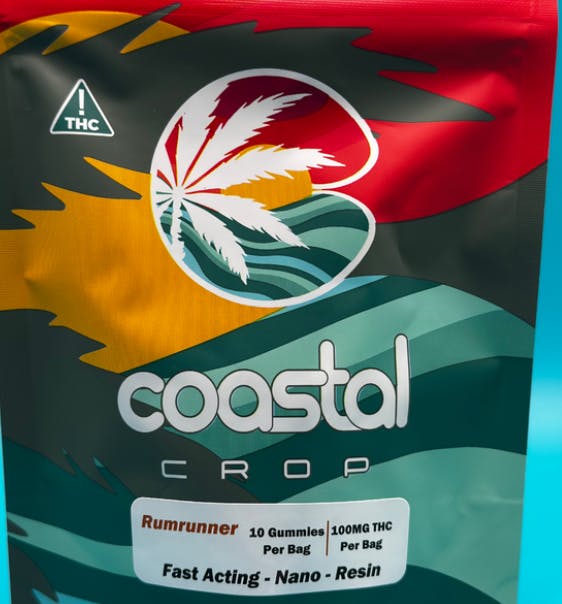 !
THC
coastal
CROP
Rumrunner 10 Gummies Per Bag | 100MG THC Per Bag
Fast Acting - Nano - Resin